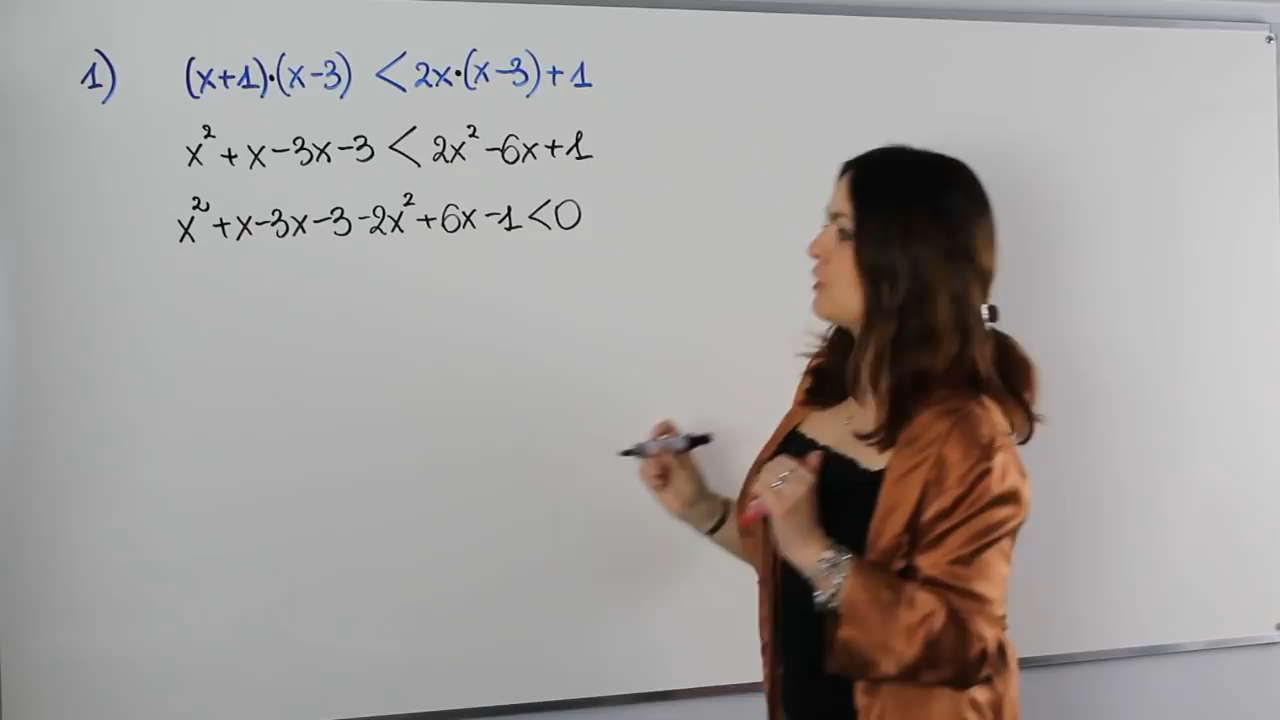 1) (x+1)·(x-3) < 2x·(x-3)+1
x²+x-3x-3 < 2x²-6x+1
x²+x-3x-3-2x²+6x-1<0